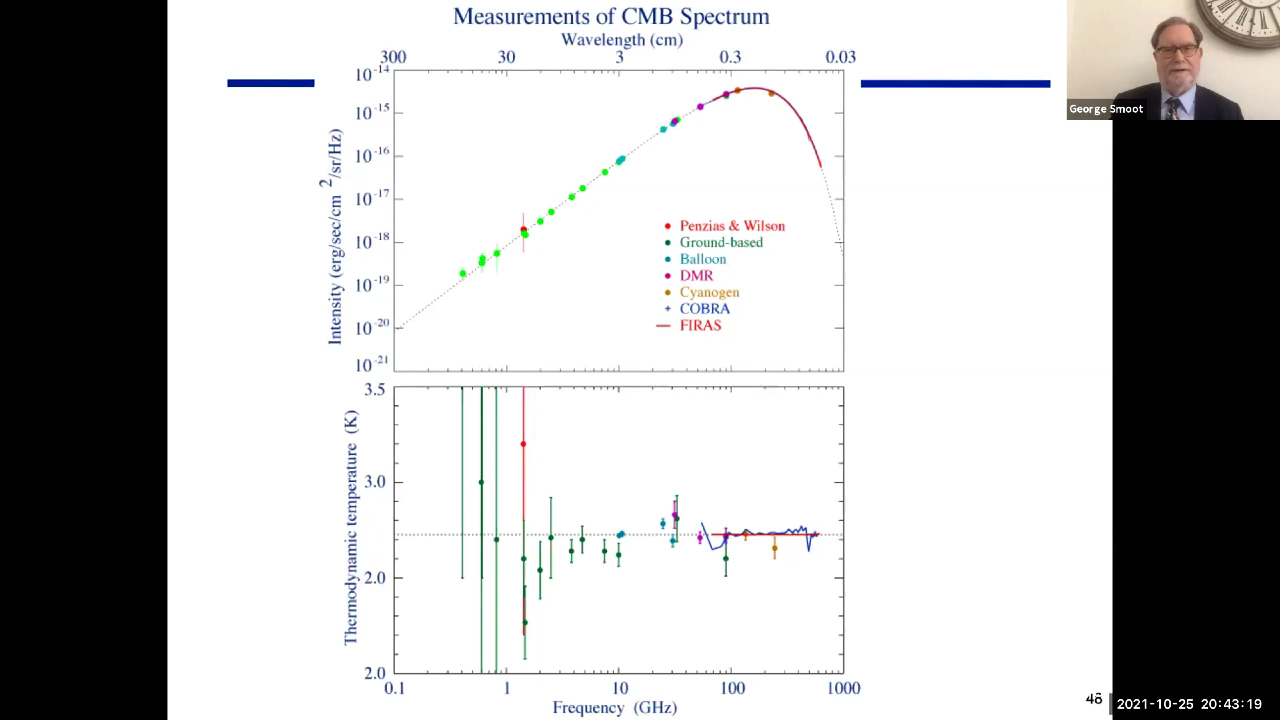 Measurements of CMB Spectrum
Wavelength (cm)
300 30 3 0.3 0.03
George Smoot
10^-14
10^-15
10^-16
10^-17
10^-18
10^-19
10^-20
10^-21
Intensity (erg/sec/cm^2/sr/Hz)
Penzias & Wilson
Ground-based
Balloon
DMR
Cyanogen
COBRA
FIRAS
3.5
3.0
2.0
2.0
Thermodynamic temperature (K)
0.1 1 10 100 1000
Frequency (GHz)
2021-10-25 20:43:19